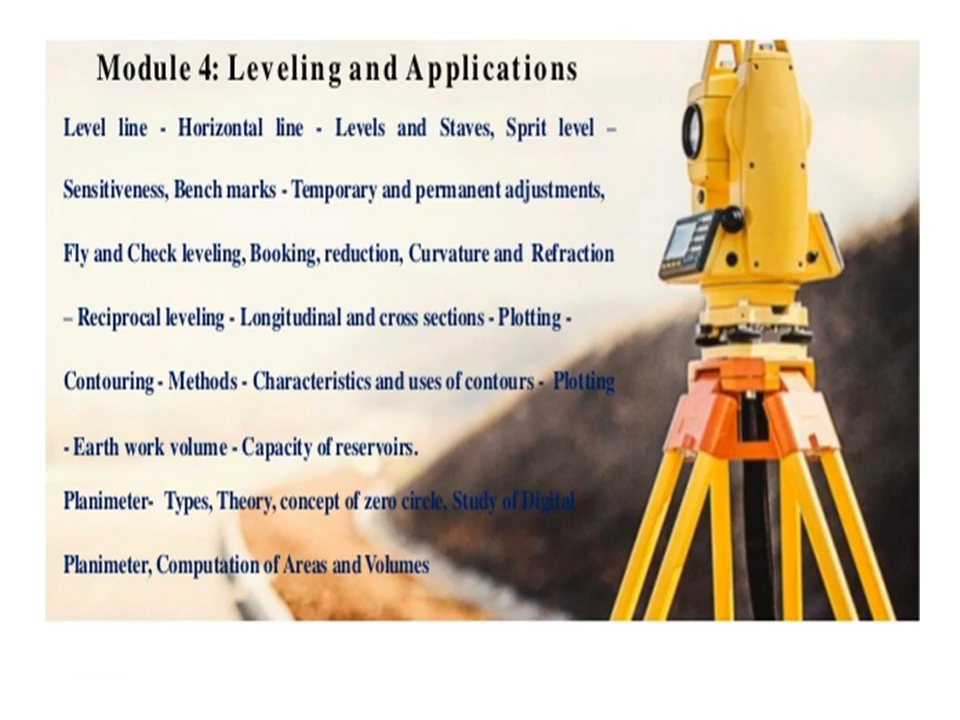 Module 4: Leveling and Applications
Level line - Horizontal line - Levels and Staves, Sprit level –
Sensitiveness, Bench marks - Temporary and permanent adjustments,
Fly and Check leveling, Booking, reduction, Curvature and Refraction
– Reciprocal leveling - Longitudinal and cross sections - Plotting -
Contouring - Methods - Characteristics and uses of contours - Plotting
- Earth work volume - Capacity of reservoirs.
Planimeter- Types, Theory, concept of zero circle, Study of Digital
Planimeter, Computation of Areas and Volumes